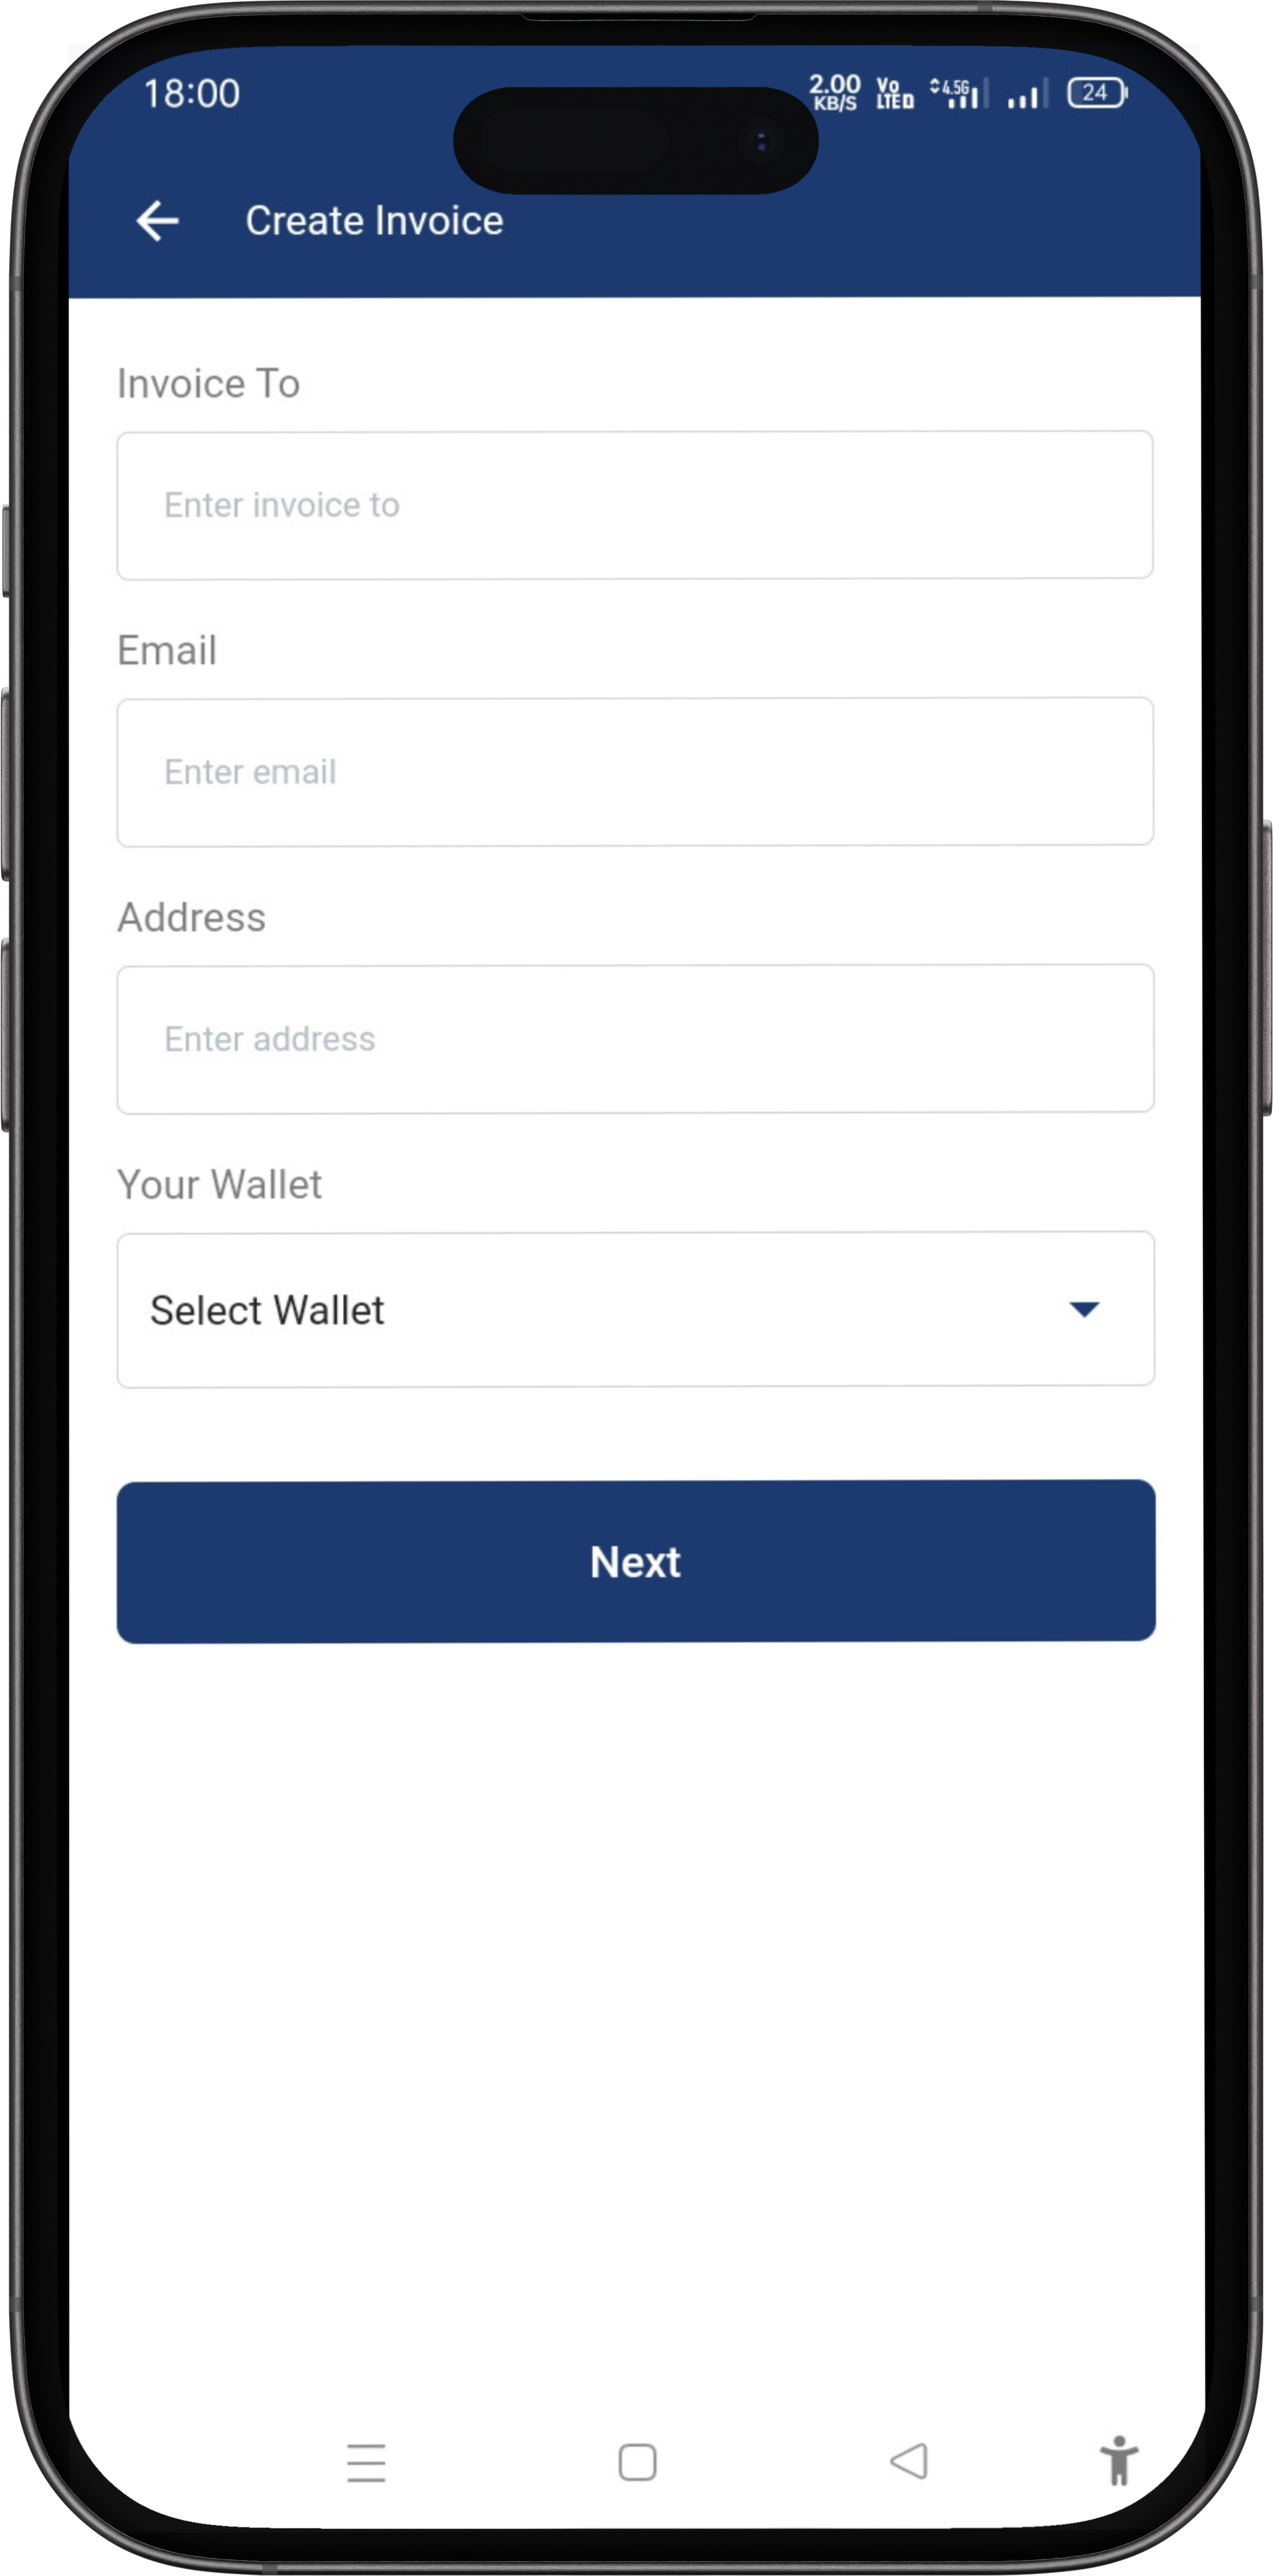 18:00
2.00 KB/S Vo LTE D 4.5G 24
Create Invoice
Invoice To
Enter invoice to
Email
Enter email
Address
Enter address
Your Wallet
Select Wallet
Next